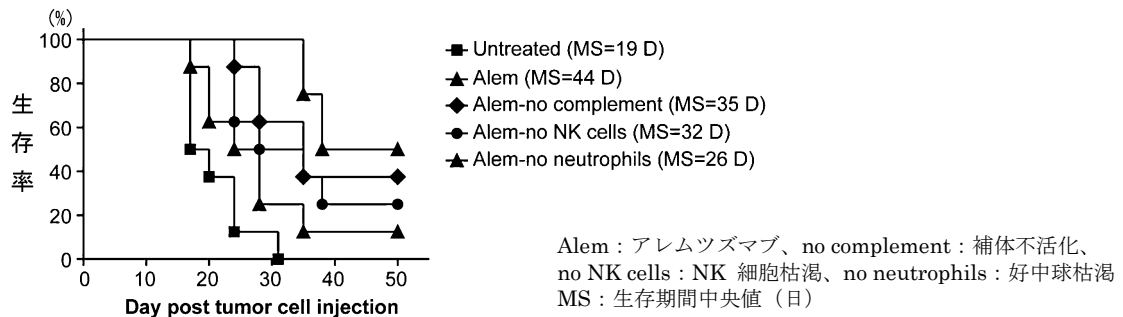 (%)
100
80
60
40
20
0
生存率
0 10 20 30 40 50
Day post tumor cell injection
Untreated (MS=19 D)
Alem (MS=44 D)
Alem-no complement (MS=35 D)
Alem-no NK cells (MS=32 D)
Alem-no neutrophils (MS=26 D)
Alem：アレムツズマブ、no complement：補体不活化、
no NK cells：NK 細胞枯渇、no neutrophils：好中球枯渇
MS：生存期間中央値（日）